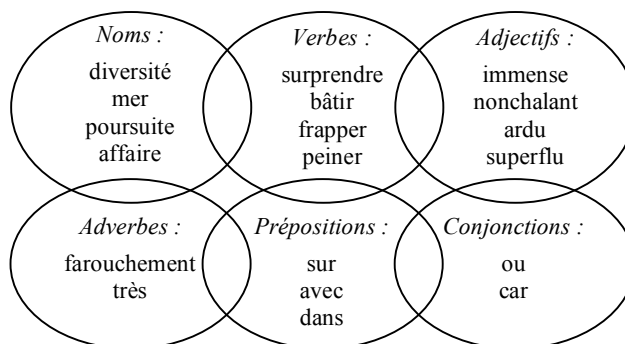 Noms :
diversité
mer
poursuite
affaire
Verbes :
surprendre
bâtir
frapper
peiner
Adjectifs :
immense
nonchalant
ardu
superflu
Adverbes :
farouchement
très
Prépositions :
sur
avec
dans
Conjonctions :
ou
car